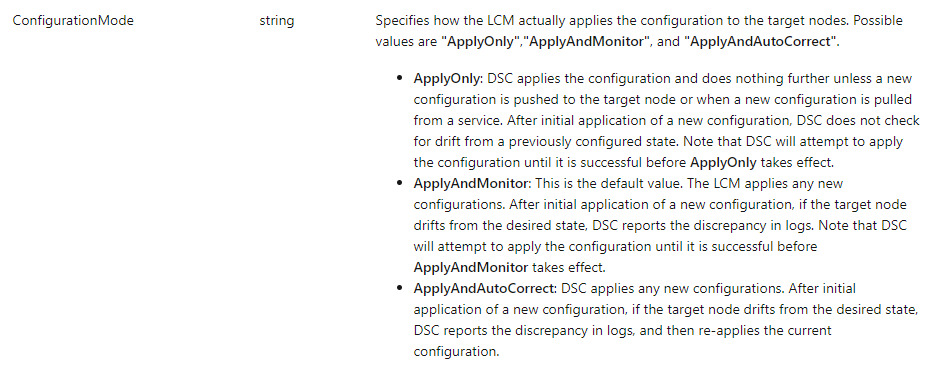 ConfigurationMode string Specifies how the LCM actually applies the configuration to the target nodes. Possible
values are "ApplyOnly","ApplyAndMonitor", and "ApplyAndAutoCorrect".
• ApplyOnly: DSC applies the configuration and does nothing further unless a new
configuration is pushed to the target node or when a new configuration is pulled
from a service. After initial application of a new configuration, DSC does not check
for drift from a previously configured state. Note that DSC will attempt to apply
the configuration until it is successful before ApplyOnly takes effect.
• ApplyAndMonitor: This is the default value. The LCM applies any new
configurations. After initial application of a new configuration, if the target node
drifts from the desired state, DSC reports the discrepancy in logs. Note that DSC
will attempt to apply the configuration until it is successful before
ApplyAndMonitor takes effect.
• ApplyAndAutoCorrect: DSC applies any new configurations. After initial
application of a new configuration, if the target node drifts from the desired state,
DSC reports the discrepancy in logs, and then re-applies the current
configuration.